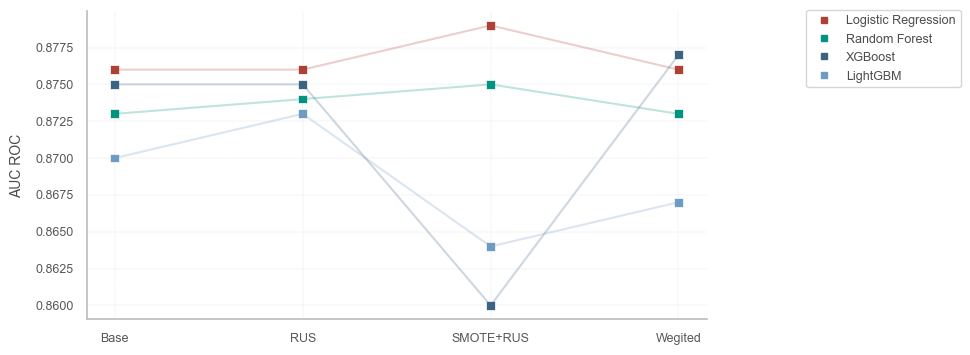 Logistic Regression
Random Forest
XGBoost
LightGBM
AUC ROC
0.8775
0.8750
0.8725
0.8700
0.8675
0.8650
0.8625
0.8600
Base RUS SMOTE+RUS Wegited